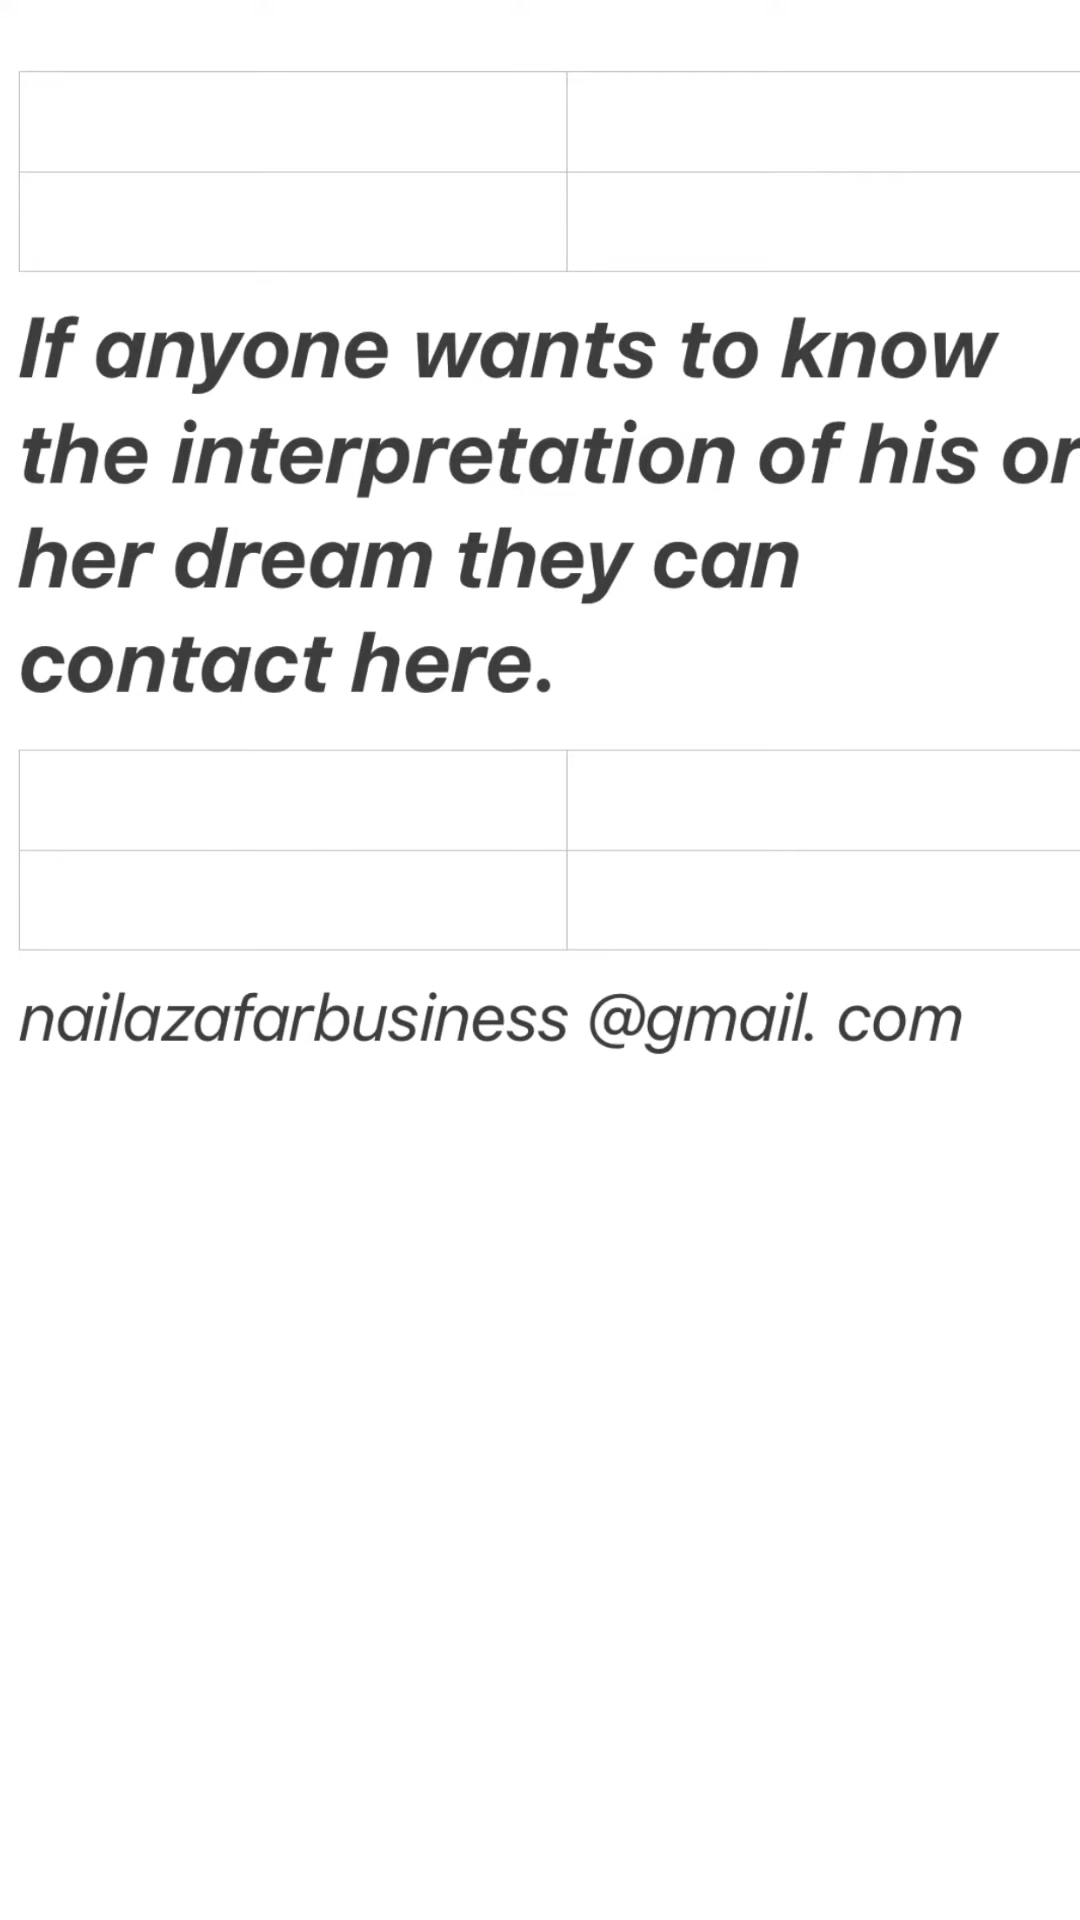 If anyone wants to know
the interpretation of his or
her dream they can
contact here.
nailazafarbusiness @gmail. com